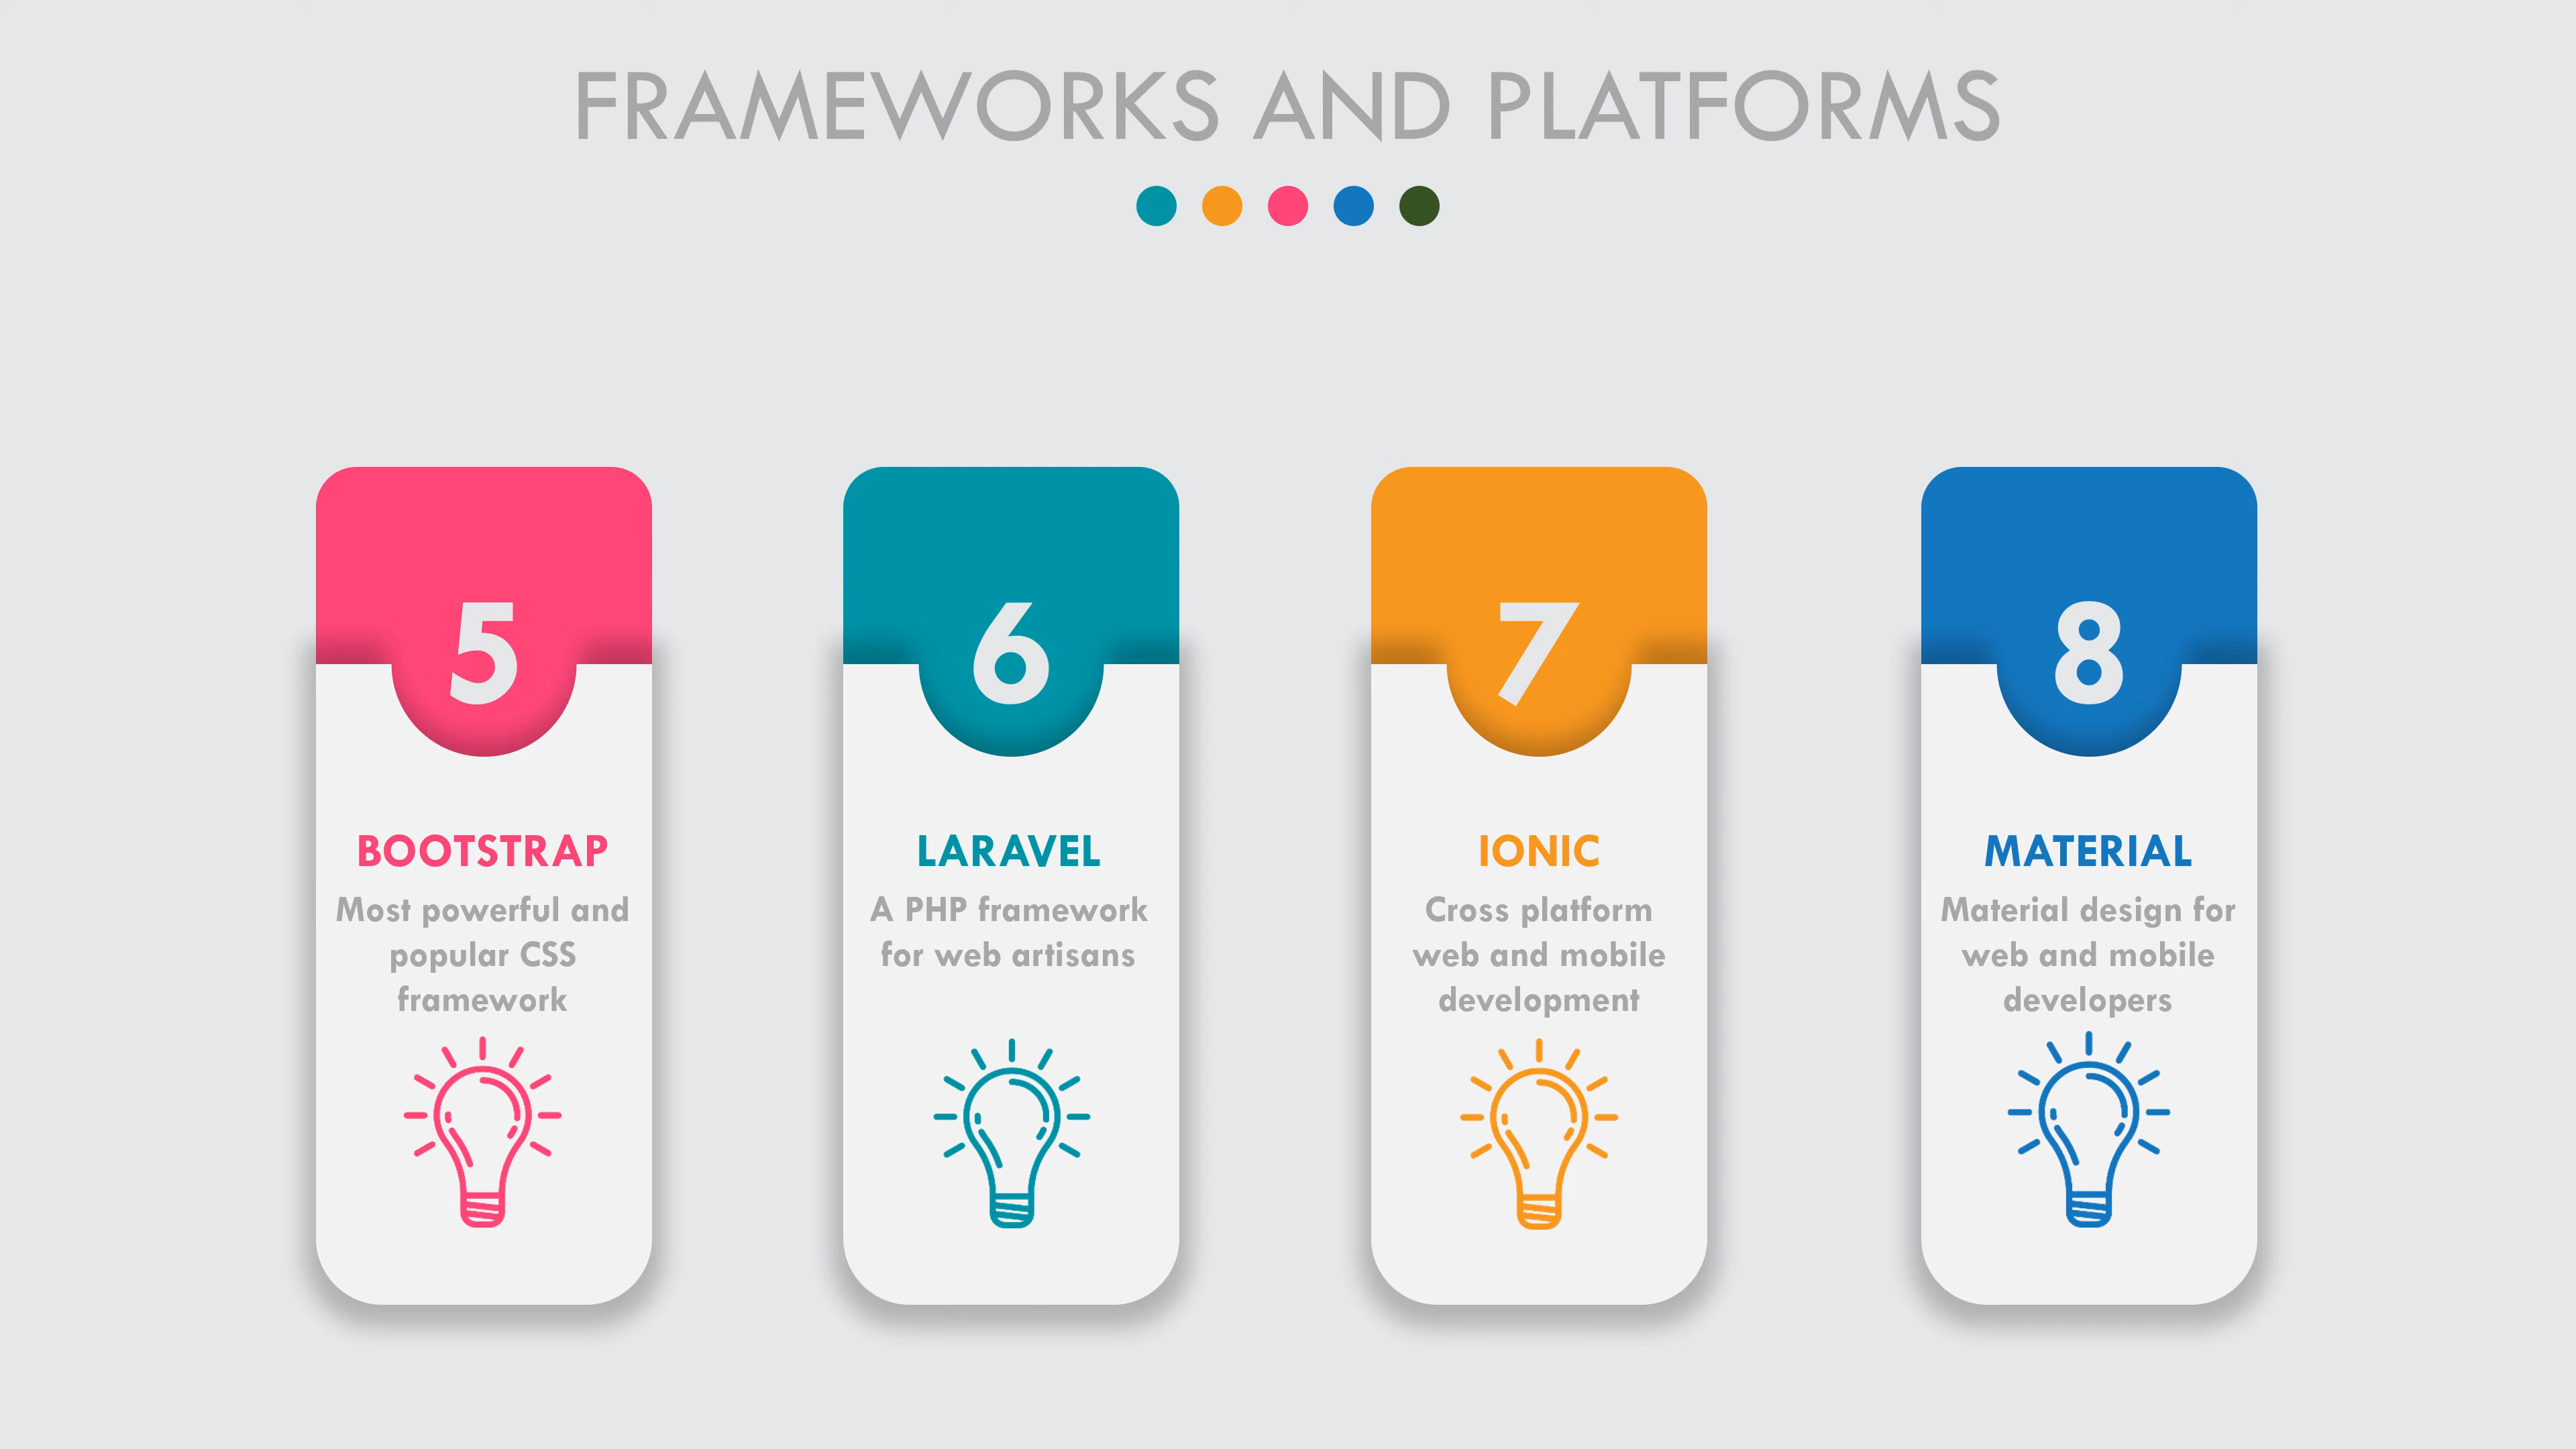 FRAMEWORKS AND PLATFORMS
5
BOOTSTRAP
Most powerful and
popular CSS
framework
6
LARAVEL
A PHP framework
for web artisans
7
IONIC
Cross platform
web and mobile
development
8
MATERIAL
Material design for
web and mobile
developers